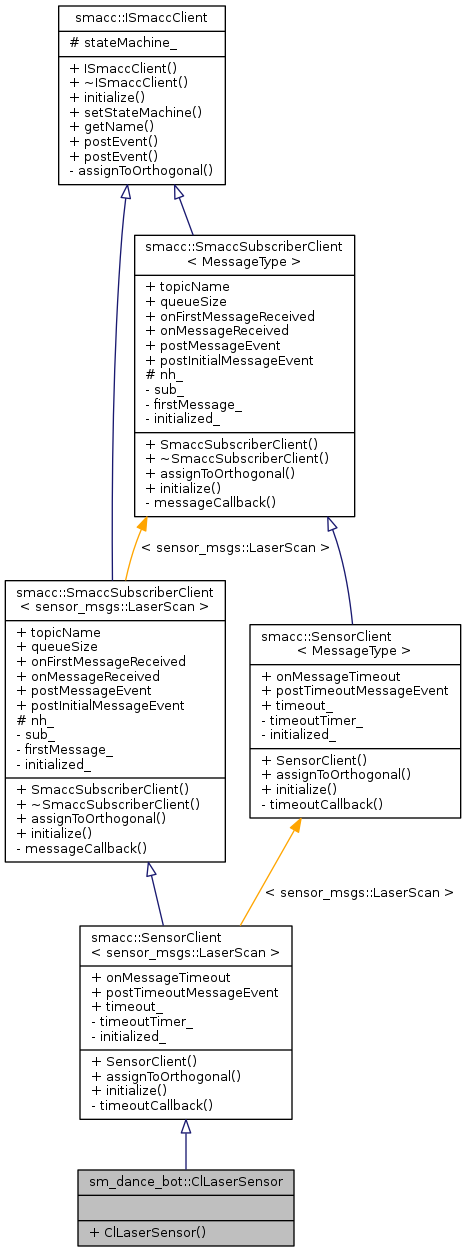 smacc::ISmaccClient
# stateMachine_
+ ISmaccClient()
+ ~ISmaccClient()
+ initialize()
+ setStateMachine()
+ getName()
+ postEvent()
+ postEvent()
- assignToOrthogonal()
smacc::SmaccSubscriberClient
< MessageType >
+ topicName
+ queueSize
+ onFirstMessageReceived
+ onMessageReceived
+ postMessageEvent
+ postInitialMessageEvent
# nh_
- sub_
- firstMessage_
- initialized_
+ SmaccSubscriberClient()
+ ~SmaccSubscriberClient()
+ assignToOrthogonal()
+ initialize()
- messageCallback()
< sensor_msgs::LaserScan >
smacc::SmaccSubscriberClient
< sensor_msgs::LaserScan >
+ topicName
+ queueSize
+ onFirstMessageReceived
+ onMessageReceived
+ postMessageEvent
+ postInitialMessageEvent
# nh_
- sub_
- firstMessage_
- initialized_
+ SmaccSubscriberClient()
+ ~SmaccSubscriberClient()
+ assignToOrthogonal()
+ initialize()
- messageCallback()
smacc::SensorClient
< MessageType >
+ onMessageTimeout
+ postTimeoutMessageEvent
+ timeout_
- timeoutTimer_
- initialized_
+ SensorClient()
+ assignToOrthogonal()
+ initialize()
- timeoutCallback()
< sensor_msgs::LaserScan >
smacc::SensorClient
< sensor_msgs::LaserScan >
+ onMessageTimeout
+ postTimeoutMessageEvent
+ timeout_
- timeoutTimer_
- initialized_
+ SensorClient()
+ assignToOrthogonal()
+ initialize()
- timeoutCallback()
sm_dance_bot::ClLaserSensor
+ ClLaserSensor()